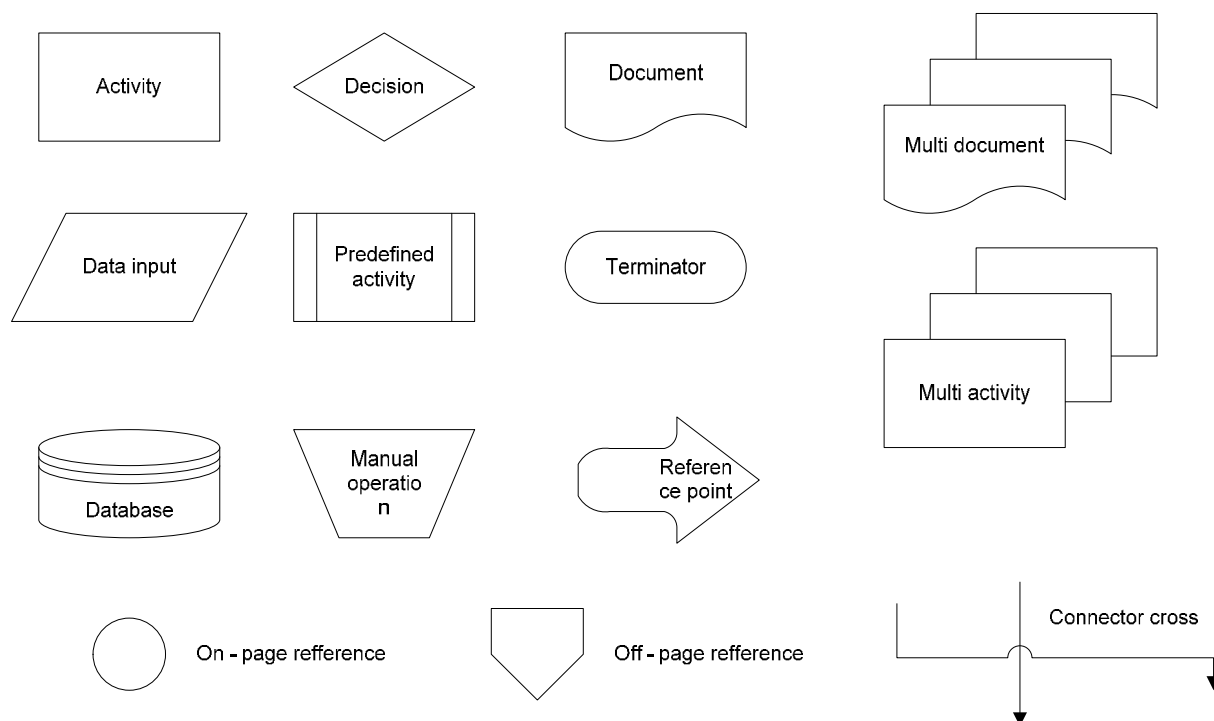 Activity
Decision
Document
Multi document
Data input
Predefined
activity
Terminator
Multi activity
Database
Manual
operatio
n
Referen
ce point
On - page refference
Off - page refference
Connector cross